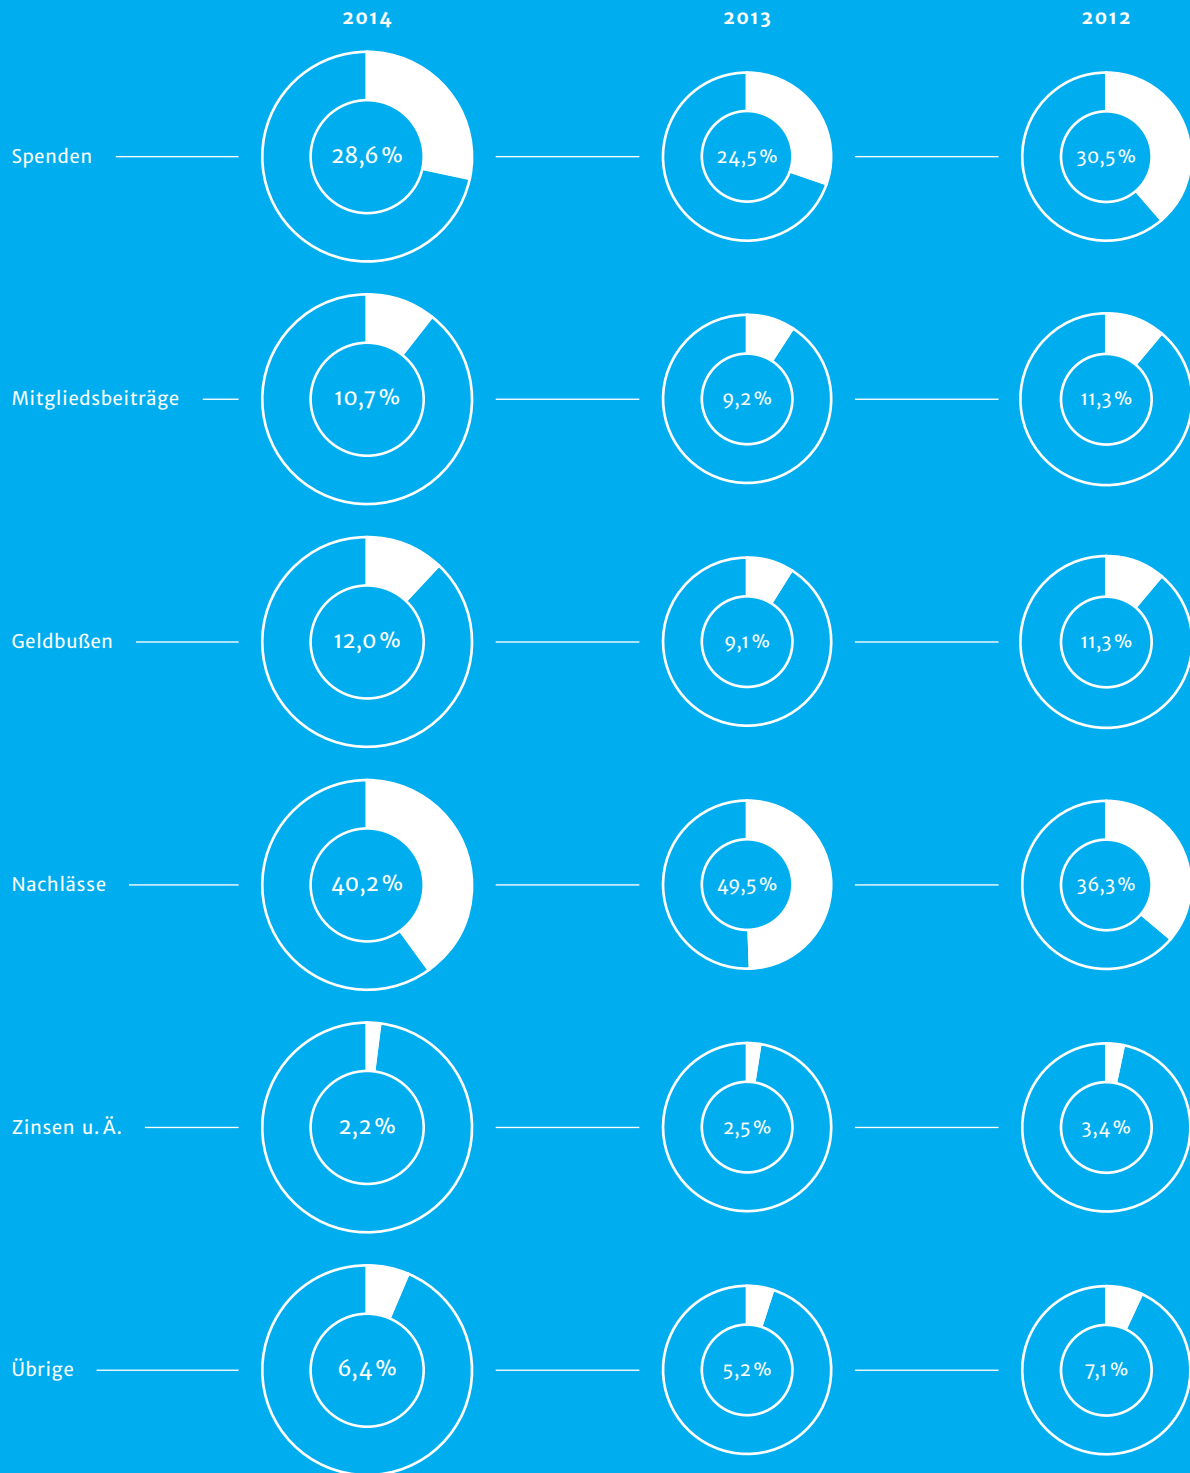 2014 2013 2012
Spenden 28,6 % 24,5 % 30,5 %
Mitgliedsbeiträge 10,7 % 9,2 % 11,3 %
Geldbußen 12,0 % 9,1 % 11,3 %
Nachlässe 40,2 % 49,5 % 36,3 %
Zinsen u. Ä. 2,2 % 2,5 % 3,4 %
Übrige 6,4 % 5,2 % 7,1 %